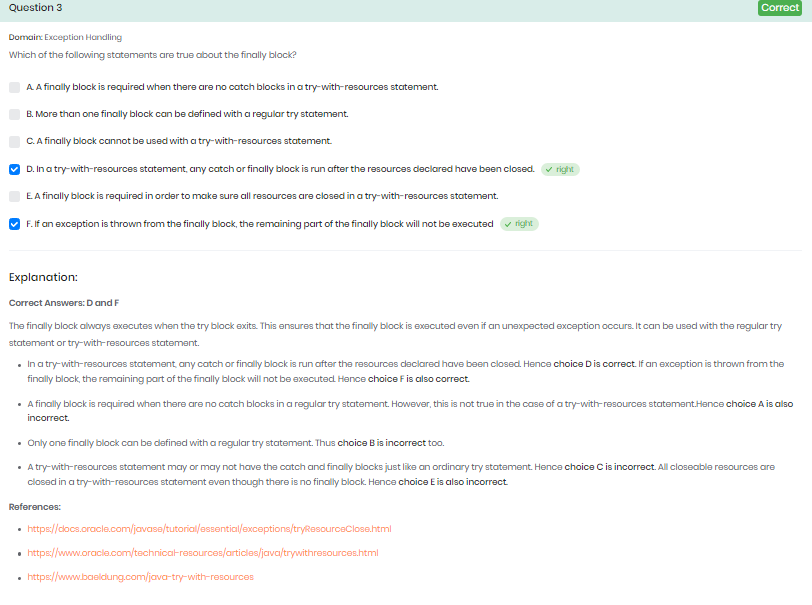 Question 3
Correct
Domain: Exception Handling
Which of the following statements are true about the finally block?
A. A finally block is required when there are no catch blocks in a try-with-resources statement.
B. More than one finally block can be defined with a regular try statement.
C. A finally block cannot be used with a try-with-resources statement.
D. In a try-with-resources statement, any catch or finally block is run after the resources declared have been closed. ✓ right
E. A finally block is required in order to make sure all resources are closed in a try-with-resources statement.
F. If an exception is thrown from the finally block, the remaining part of the finally block will not be executed ✓ right
Explanation:
Correct Answers: D and F
The finally block always executes when the try block exits. This ensures that the finally block is executed even if an unexpected exception occurs. It can be used with the regular try
statement or try-with-resources statement.
• In a try-with-resources statement, any catch or finally block is run after the resources declared have been closed. Hence choice D is correct. If an exception is thrown from the
finally block, the remaining part of the finally block will not be executed. Hence choice F is also correct.
• A finally block is required when there are no catch blocks in a regular try statement. However, this is not true in the case of a try-with-resources statement.Hence choice A is also
incorrect.
• Only one finally block can be defined with a regular try statement. Thus choice B is incorrect too.
• A try-with-resources statement may or may not have the catch and finally blocks just like an ordinary try statement. Hence choice C is incorrect. All closeable resources are
closed in a try-with-resources statement even though there is no finally block. Hence choice E is also incorrect.
References:
• https://docs.oracle.com/javase/tutorial/essential/exceptions/tryResourceClose.html
• https://www.oracle.com/technical-resources/articles/java/trywithresources.html
• https://www.baeldung.com/java-try-with-resources